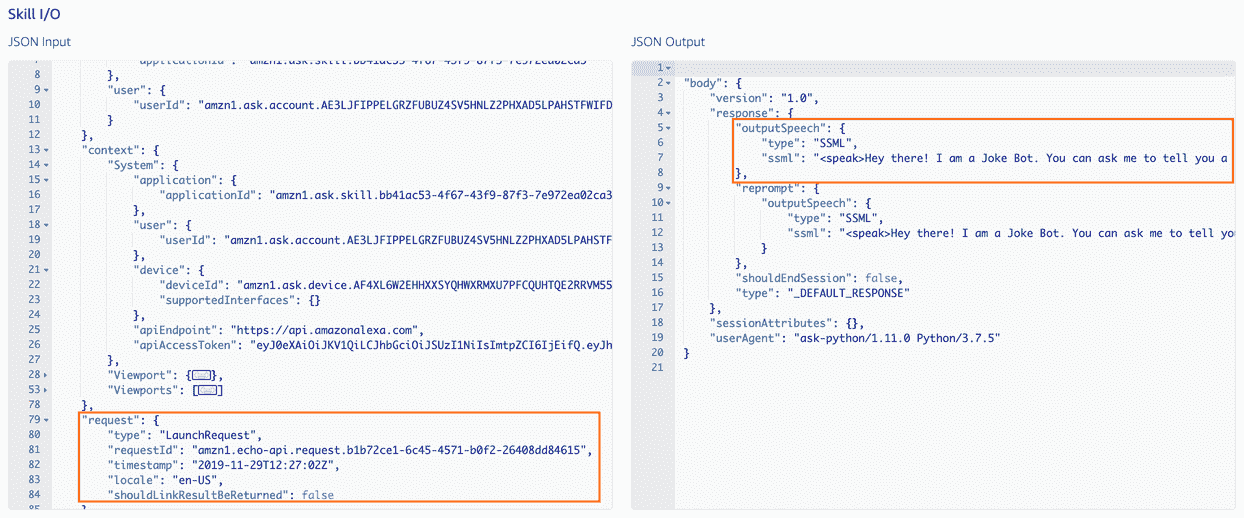 Skill I/O
JSON Input
7 "applicationId": "amzn1.ask.skill.bb41ac53-4f67-43f9-87f3-7e972ea02ca3
8 },
9 "user": {
10 "userId": "amzn1.ask.account.AE3LJFIPPELGRZFUBUZ4SV5HNLZ2PHXAD5LPAHSTFWIFD
11 }
12 },
13 "context": {
14 "System": {
15 "application": {
16 "applicationId": "amzn1.ask.skill.bb41ac53-4f67-43f9-87f3-7e972ea02ca3
17 },
18 "user": {
19 "userId": "amzn1.ask.account.AE3LJFIPPELGRZFUBUZ4SV5HNLZ2PHXAD5LPAHSTF
20 },
21 "device": {
22 "deviceId": "amzn1.ask.device.AF4XL6W2EHHXXSYQHWXRMXU7PFCQUHTQE2RRVM55
23 "supportedInterfaces": {}
24 },
25 "apiEndpoint": "https://api.amazonalexa.com",
26 "apiAccessToken": "eyJ0eXAiOiJKV1QiLCJhbGciOiJSUzI1NiIsImtpZCI6IjEifQ.eyJh
27 },
28 "Viewport": {},
53 "Viewports": []
78 },
79 "request": {
80 "type": "LaunchRequest",
81 "requestId": "amzn1.echo-api.request.b1b72ce1-6c45-4571-b0f2-26408dd84615",
82 "timestamp": "2019-11-29T12:27:02Z",
83 "locale": "en-US",
84 "shouldLinkResultBeReturned": false
85 }
JSON Output
1
2 "body": {
3 "version": "1.0",
4 "response": {
5 "outputSpeech": {
6 "type": "SSML",
7 "ssml": "<speak>Hey there! I am a Joke Bot. You can ask me to tell you a
8 },
9 "reprompt": {
10 "outputSpeech": {
11 "type": "SSML",
12 "ssml": "<speak>Hey there! I am a Joke Bot. You can ask me to tell yo
13 }
14 },
15 "shouldEndSession": false,
16 "type": "_DEFAULT_RESPONSE"
17 },
18 "sessionAttributes": {},
19 "userAgent": "ask-python/1.11.0 Python/3.7.5"
20 }
21